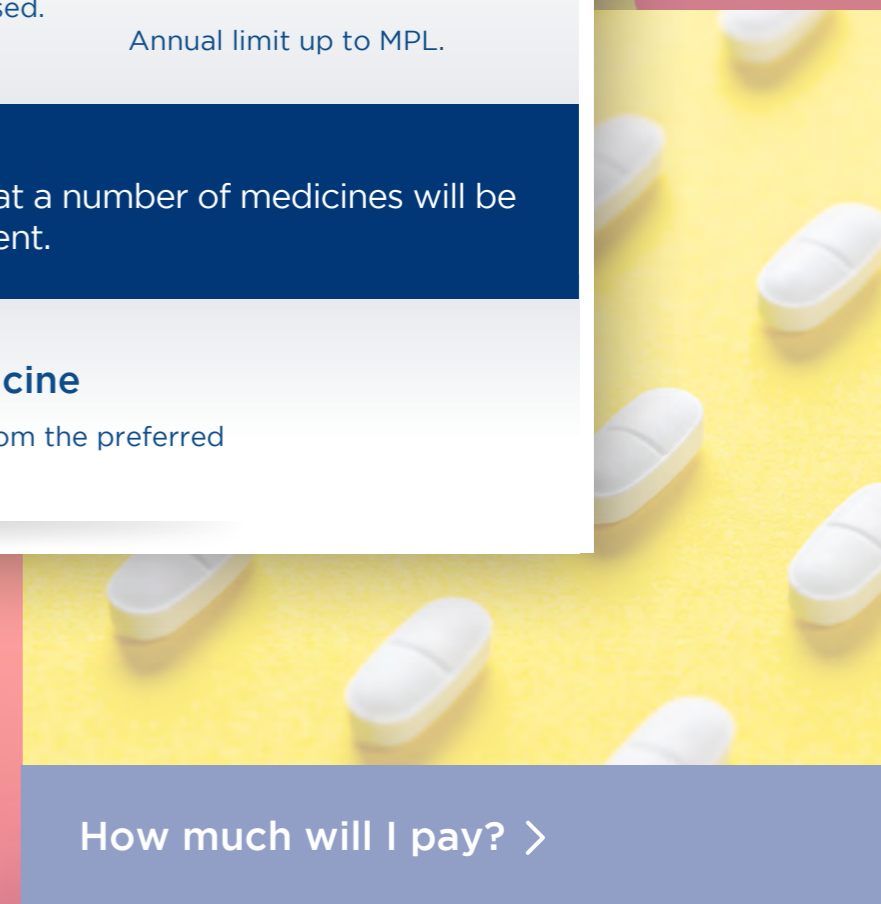 sed.
Annual limit up to MPL.
at a number of medicines will be
ent.
cine
om the preferred
How much will I pay? >